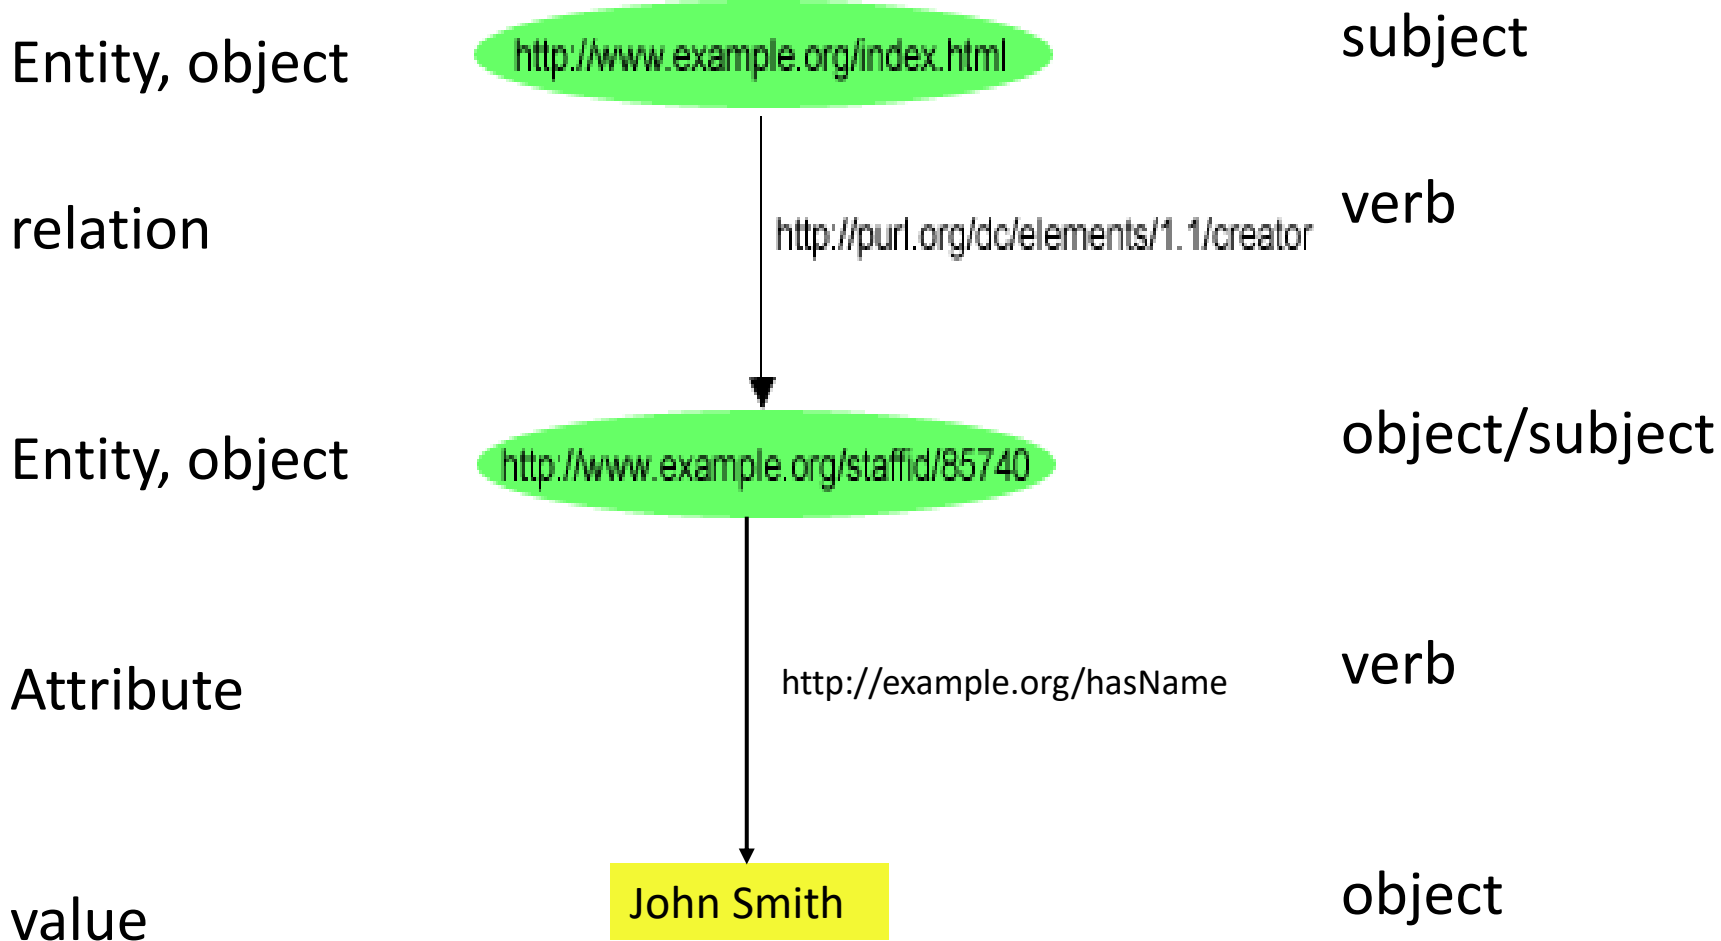 Entity, object
http://www.example.org/index.html
subject
relation
http://purl.org/dc/elements/1.1/creator
verb
Entity, object
http://www.example.org/staffid/85740
object/subject
Attribute
http://example.org/hasName
verb
value
John Smith
object